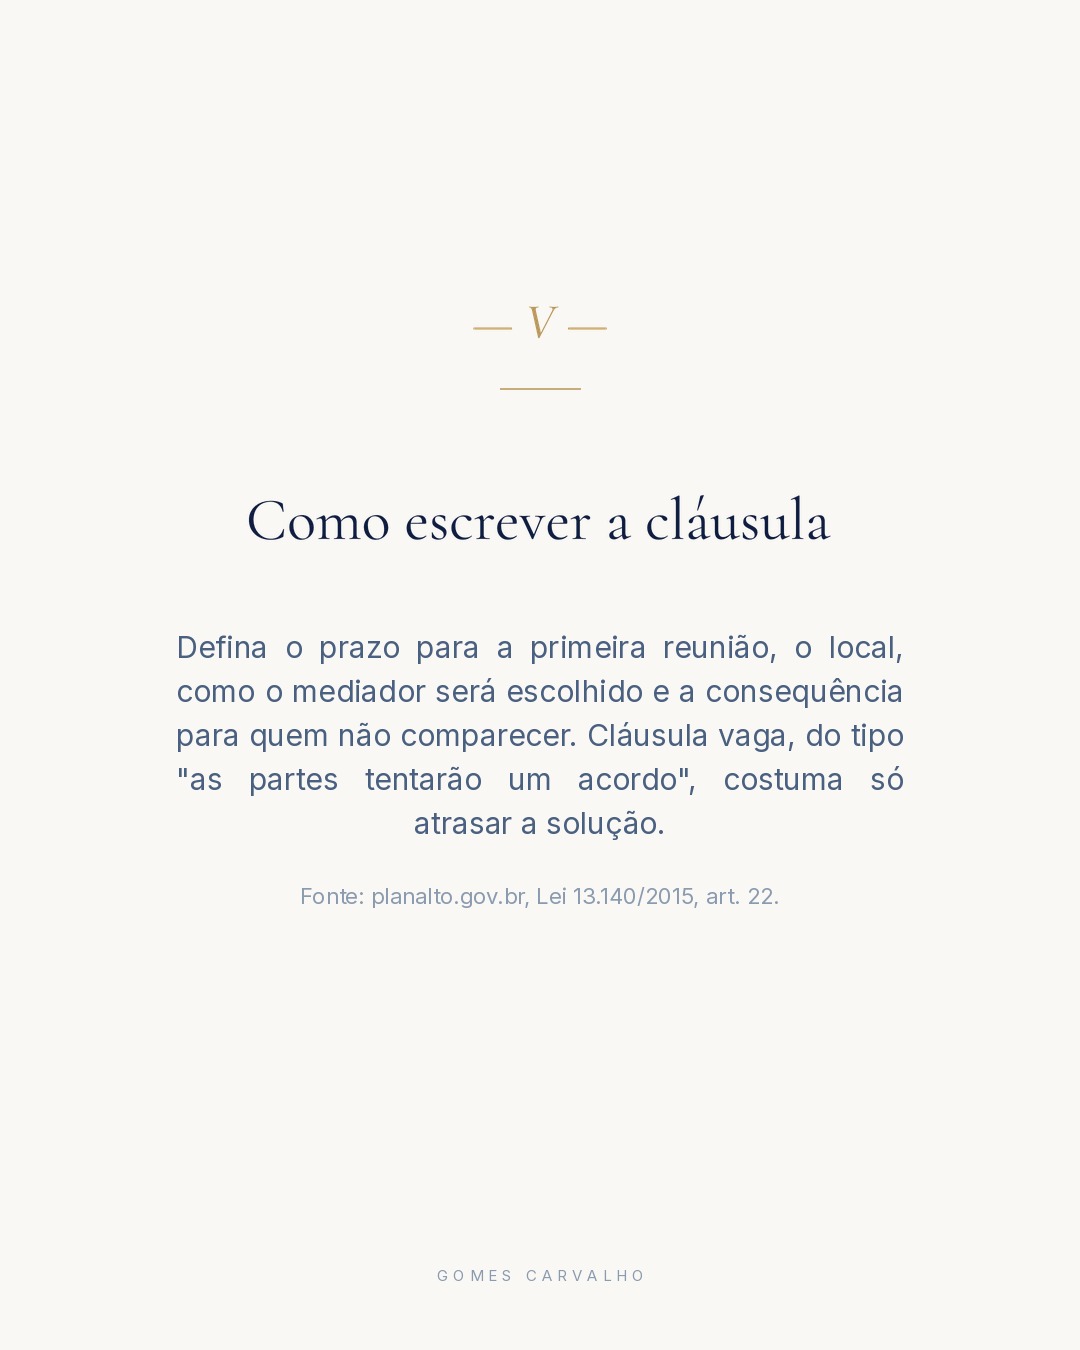 — V —
Como escrever a cláusula
Defina o prazo para a primeira reunião, o local,
como o mediador será escolhido e a consequência
para quem não comparecer. Cláusula vaga, do tipo
"as partes tentarão um acordo", costuma só
atrasar a solução.
Fonte: planalto.gov.br, Lei 13.140/2015, art. 22.
GOMES CARVALHO